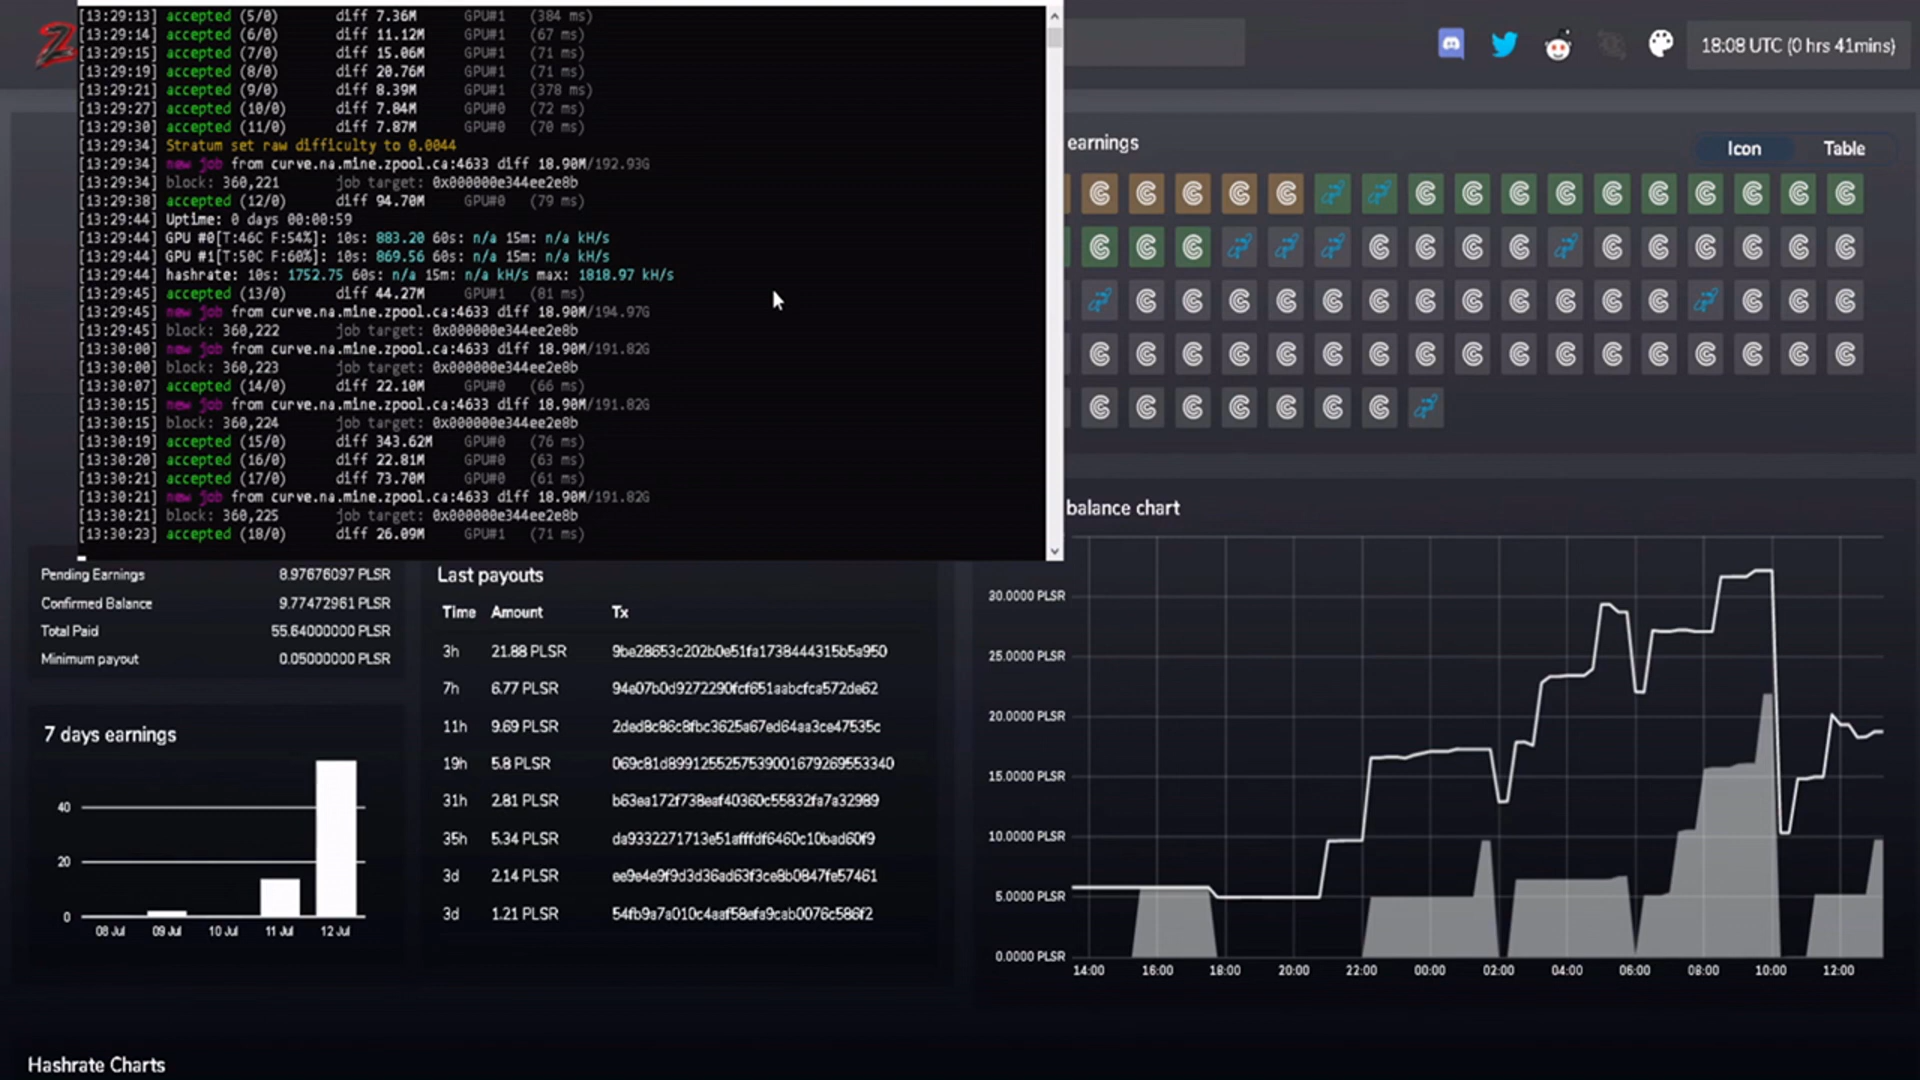 [13:29:13] accepted (5/0) diff 7.36M GPU#1 (384 ms)
[13:29:14] accepted (6/0) diff 11.12M GPU#1 (67 ms)
[13:29:15] accepted (7/0) diff 15.06M GPU#1 (71 ms)
[13:29:19] accepted (8/0) diff 20.76M GPU#1 (71 ms)
[13:29:21] accepted (9/0) diff 8.39M GPU#1 (378 ms)
[13:29:27] accepted (10/0) diff 7.84M GPU#0 (72 ms)
[13:29:30] accepted (11/0) diff 7.87M GPU#0 (70 ms)
[13:29:34] Stratum set raw difficulty to 0.0044
[13:29:34] new job from curve.na.mine.zpool.ca:4633 diff 18.90M/192.93G
[13:29:34] block: 360,221 job target: 0x000000e344ee2e8b
[13:29:38] accepted (12/0) diff 94.70M GPU#0 (79 ms)
[13:29:44] Uptime: 0 days 00:00:59
[13:29:44] GPU #0[T:46C F:54%]: 10s: 883.20 60s: n/a 15m: n/a kH/s
[13:29:44] GPU #1[T:50C F:60%]: 10s: 869.56 60s: n/a 15m: n/a kH/s
[13:29:44] hashrate: 10s: 1752.75 60s: n/a 15m: n/a kH/s max: 1818.97 kH/s
[13:29:45] accepted (13/0) diff 44.27M GPU#1 (81 ms)
[13:29:45] new job from curve.na.mine.zpool.ca:4633 diff 18.90M/194.97G
[13:29:45] block: 360,222 job target: 0x000000e344ee2e8b
[13:30:00] new job from curve.na.mine.zpool.ca:4633 diff 18.90M/191.82G
[13:30:00] block: 360,223 job target: 0x000000e344ee2e8b
[13:30:07] accepted (14/0) diff 22.10M GPU#0 (66 ms)
[13:30:15] new job from curve.na.mine.zpool.ca:4633 diff 18.90M/191.82G
[13:30:15] block: 360,224 job target: 0x000000e344ee2e8b
[13:30:19] accepted (15/0) diff 343.62M GPU#0 (76 ms)
[13:30:20] accepted (16/0) diff 22.81M GPU#0 (63 ms)
[13:30:21] accepted (17/0) diff 73.70M GPU#0 (61 ms)
[13:30:21] new job from curve.na.mine.zpool.ca:4633 diff 18.90M/191.82G
[13:30:21] block: 360,225 job target: 0x000000e344ee2e8b
[13:30:23] accepted (18/0) diff 26.09M GPU#1 (71 ms)
18:08 UTC (0 hrs 41mins)
earnings
Icon Table
Pending Earnings 8.97676097 PLSR
Confirmed Balance 9.77472961 PLSR
Total Paid 55.64000000 PLSR
Minimum payout 0.05000000 PLSR
7 days earnings
40
20
0
08 Jul 09 Jul 10 Jul 11 Jul 12 Jul
Last payouts
Time Amount Tx
3h 21.88 PLSR 9be28653c202b0e51fa1738444315b5a950
7h 6.77 PLSR 94e07b0d9272290fcf651aabcfca572de62
11h 9.69 PLSR 2ded8c86c8fbc3625a67ed64aa3ce47535c
19h 5.8 PLSR 069c81d8991255257539001679269553340
31h 2.81 PLSR b63ea172f738eaf40360c55832fa7a32989
35h 5.34 PLSR da9332271713e51afffdf6460c10bad60f9
3d 2.14 PLSR ee9e4e9f9d3d36ad63f3ce8b0847fe57461
3d 1.21 PLSR 54fb9a7a010c4aaf58efa9cab0076c586f2
balance chart
30.0000 PLSR
25.0000 PLSR
20.0000 PLSR
15.0000 PLSR
10.0000 PLSR
5.0000 PLSR
0.0000 PLSR
14:00 16:00 18:00 20:00 22:00 00:00 02:00 04:00 06:00 08:00 10:00 12:00
Hashrate Charts